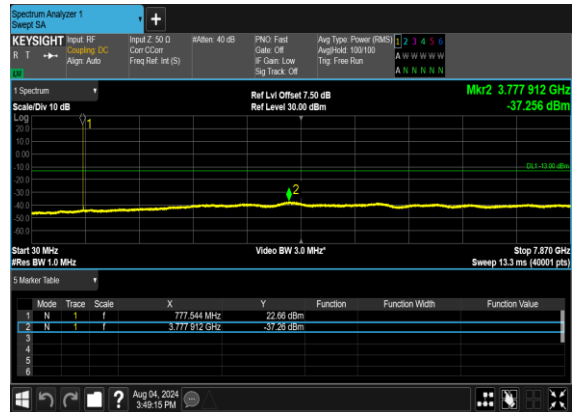 Spectrum Analyzer 1
Swept SA
KEYSIGHT Input: RF Input Z: 50 Ω #Atten: 40 dB PNO: Fast Avg Type: Power (RMS) 1 2 3 4 5 6
R T Coupling: DC Corr CCorr Gate: Off Avg|Hold: 100/100 A W W W W W
Align: Auto Freq Ref: Int (S) IF Gain: Low Trig: Free Run
LW Sig Track: Off A N N N N N
1 Spectrum Ref Lvl Offset 7.50 dB Mkr2 3.777 912 GHz
Scale/Div 10 dB Ref Level 30.00 dBm -37.256 dBm
Log
20.0
10.0
0.00
-10.0
-20.0
-30.0
-40.0
-50.0
-60.0
1
DL1 -13.00 dBm
2
Start 30 MHz Video BW 3.0 MHz* Stop 7.870 GHz
#Res BW 1.0 MHz Sweep 13.3 ms (40001 pts)
5 Marker Table
Mode Trace Scale X Y Function Function Width Function Value
1 N 1 f 777.544 MHz 22.66 dBm
2 N 1 f 3.777 912 GHz -37.26 dBm
3
4
5
6
? Aug 04, 2024
3:49:15 PM